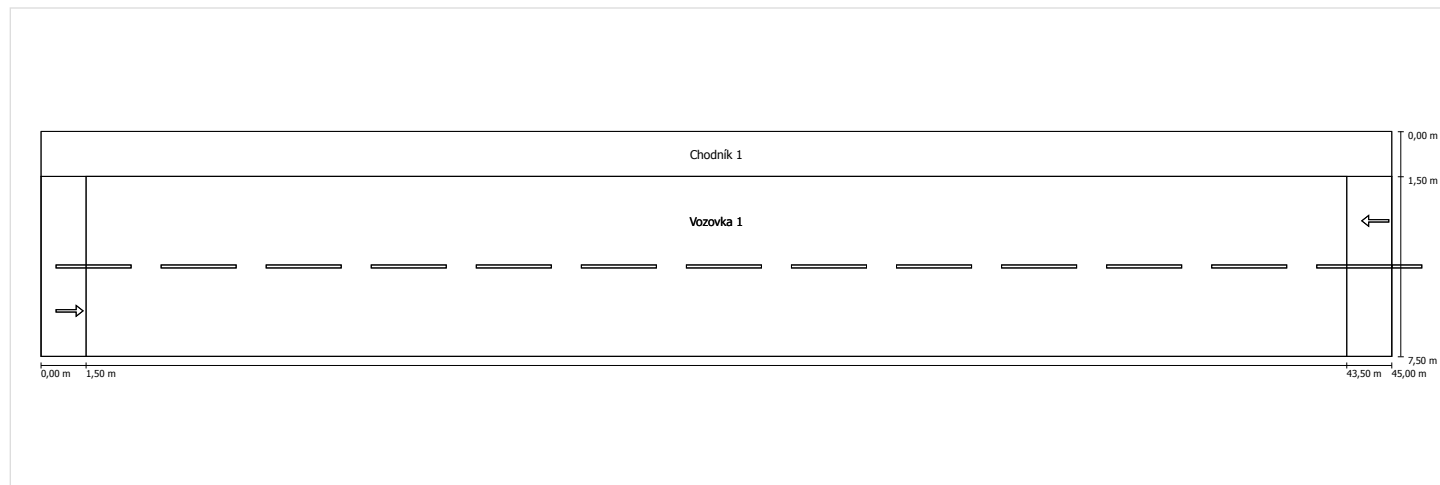 0,00 m
Chodník 1
1,50 m
Vozovka 1
7,50 m
0,00 m
1,50 m
43,50 m
45,00 m